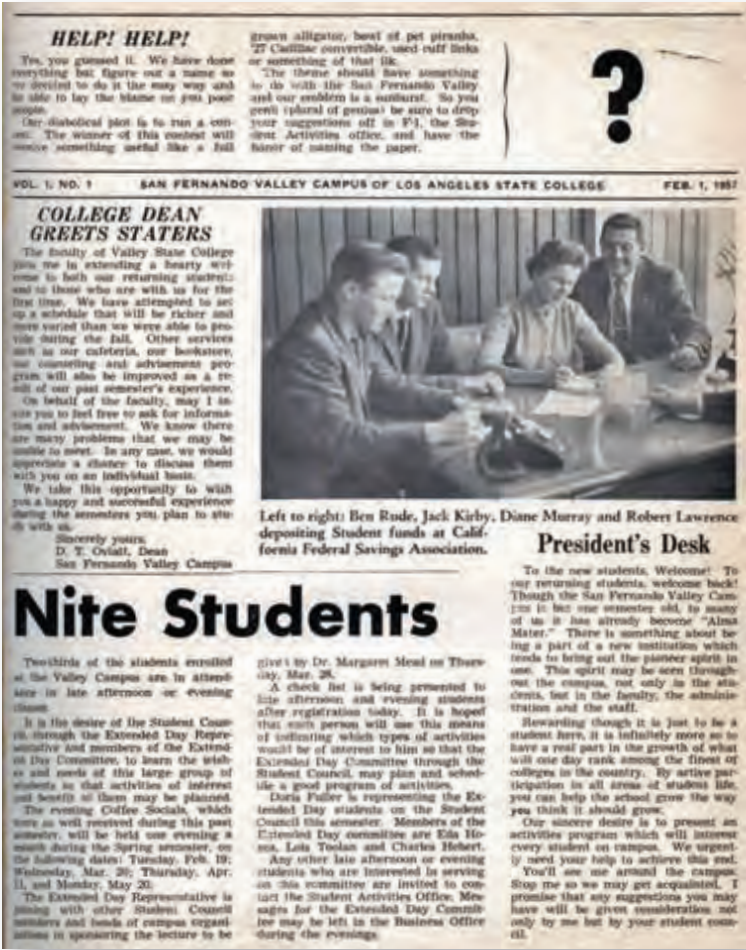 HELP! HELP!
Yes, you guessed it. We have done
everything but figure out a name so
we decided to do it the easy way and
be able to lay the blame on you poor
people.
Our diabolical plot is to run a con-
test. The winner of this contest will
receive something useful like a full
grown alligator, bowl of pet piranha,
'27 Cadillac convertible, used cuff links
or something of that ilk.
The theme should have something
to do with the San Fernando Valley
and our emblem is a sunburst. So you
genii (plural of genius) be sure to drop
your suggestions off in F-1, the Stu-
dent Activities office, and have the
honor of naming the paper.
?
VOL. 1, NO. 1 SAN FERNANDO VALLEY CAMPUS OF LOS ANGELES STATE COLLEGE FEB. 1, 1957
COLLEGE DEAN
GREETS STATERS
The faculty of Valley State College
joins me in extending a hearty wel-
come to both our returning students
and to those who are with us for the
first time. We have attempted to set
up a schedule that will be richer and
more varied than we were able to pro-
vide during the fall. Other services
such as our cafeteria, our bookstore,
our counseling and advisement pro-
gram will also be improved as a re-
sult of our past semester's experience.
On behalf of the faculty, may I in-
vite you to feel free to ask for informa-
tion and advisement. We know there
are many problems that we may be
unable to meet. In any case, we would
appreciate a chance to discuss them
with you on an individual basis.
We take this opportunity to wish
you a happy and successful experience
during the semesters you plan to stu-
dy with us.
Sincerely yours,
D. T. Oviatt, Dean
San Fernando Valley Campus
Left to right: Ben Rude, Jack Kirby, Diane Murray and Robert Lawrence
depositing Student funds at Calif-
fornia Federal Savings Association.
Nite Students
Two-thirds of the students enrolled
at the Valley Campus are in attend-
ance in late afternoon or evening
classes.
It is the desire of the Student Coun-
cil, through the Extended Day Repre-
sentative and members of the Extend-
ed Day Committee, to learn the wish-
es and needs of this large group of
students so that activities of interest
and benefit to them may be planned.
The evening Coffee Socials, which
were so well received during this past
semester, will be held one evening a
month during the Spring semester, on
the following dates: Tuesday, Feb. 19;
Wednesday, Mar. 20; Thursday, Apr.
11, and Monday, May 20.
The Extended Day Representative is
joining with other Student Council
members and heads of campus organi-
zations in sponsoring the lecture to be
given by Dr. Margaret Mead on Thurs-
day, Mar. 28.
A check list is being presented to
late afternoon and evening students
after registration today. It is hoped
that each person will use this means
of indicating which types of activities
would be of interest to him so that the
Extended Day Committee through the
Student Council, may plan and sched-
ule a good program of activities.
Doris Fuller is representing the Ex-
tended Day students on the Student
Council this semester. Members of the
Extended Day committee are Eda
Lois Toolan and Charles Hebert.
Any other late afternoon or evening
students who are interested in serving
on this committee are invited to con-
tact the Student Activities Office. Mes-
sages for the Extended Day Commit-
tee may be left in the Business Office
during the evenings.
President's Desk
To the new students, Welcome! To
our returning students, welcome back!
Though the San Fernando Valley Cam-
pus is but one semester old, to many
of us it has already become "Alma
Mater." There is something about be-
ing a part of a new institution which
tends to bring out the pioneer spirit in
one. This spirit may be seen through-
out the campus, not only in the stu-
dents, but in the faculty, the adminis-
tration and the staff.
Rewarding though it is just to be a
student here, it is infinitely more so to
have a real part in the growth of what
will one day rank among the finest of
colleges in the country. By active par-
ticipation in all areas of student life,
you can help the school grow the way
you think it should grow.
Our sincere desire is to present an
activities program which will interest
every student on campus. We urgent-
ly need your help to achieve this end.
You'll see me around the campus.
Stop me so we may get acquainted. I
promise that any suggestions you may
have will be given consideration not
only by me but by your student coun-
cil.